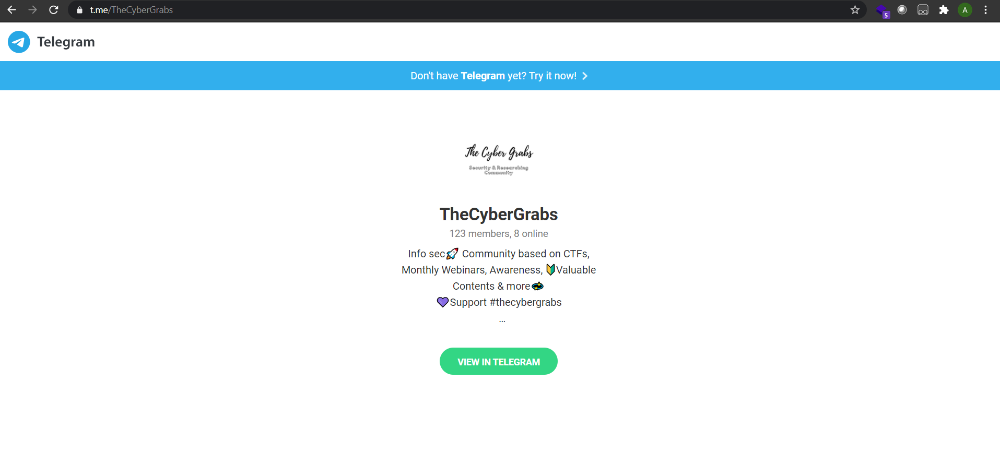 t.me/TheCyberGrabs
5
A
Telegram
Don't have Telegram yet? Try it now!
The Cyber Grabs
Security & Researching
Community
TheCyberGrabs
123 members, 8 online
Info sec🚀 Community based on CTFs,
Monthly Webinars, Awareness, 🔰Valuable
Contents & more💫
💜Support #thecybergrabs
...
VIEW IN TELEGRAM